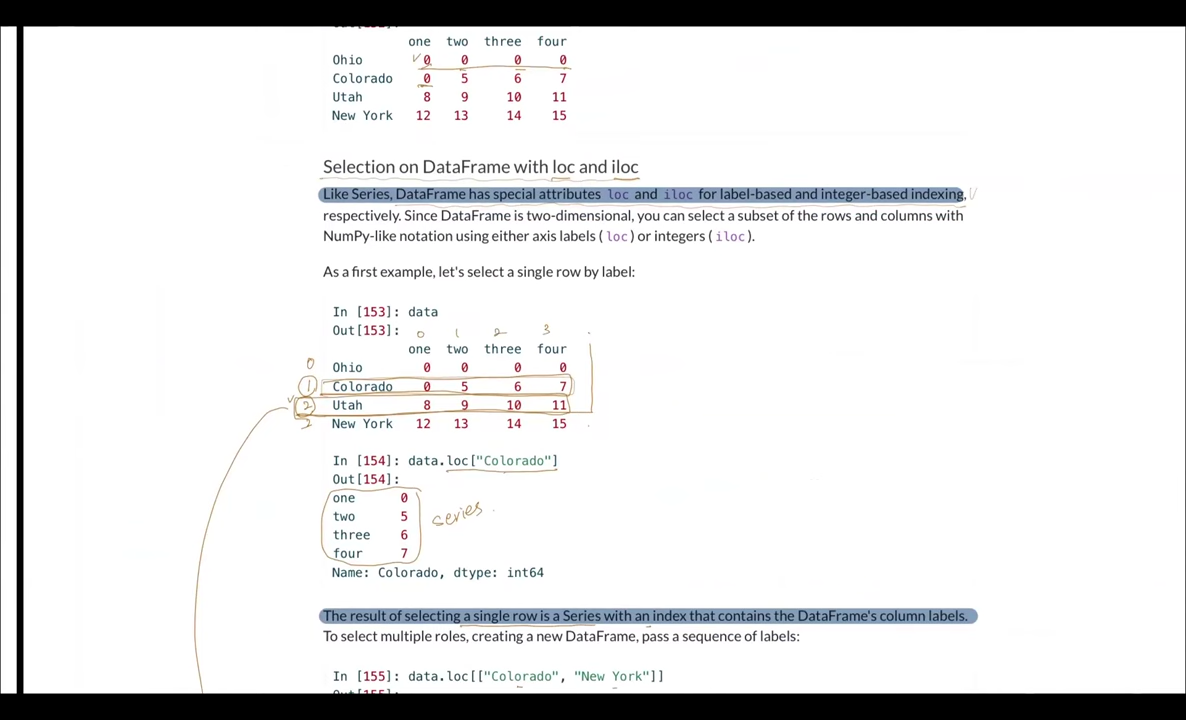 one two three four
Ohio 0 0 0 0
Colorado 0 5 6 7
Utah 8 9 10 11
New York 12 13 14 15
Selection on DataFrame with loc and iloc
Like Series, DataFrame has special attributes loc and iloc for label-based and integer-based indexing,
respectively. Since DataFrame is two-dimensional, you can select a subset of the rows and columns with
NumPy-like notation using either axis labels (loc) or integers (iloc).
As a first example, let's select a single row by label:
In [153]: data
Out[153]:
0 1 2 3
one two three four
0 Ohio 0 0 0 0
1 Colorado 0 5 6 7
2 Utah 8 9 10 11
3 New York 12 13 14 15
In [154]: data.loc["Colorado"]
Out[154]:
one 0
two 5
series
three 6
four 7
Name: Colorado, dtype: int64
The result of selecting a single row is a Series with an index that contains the DataFrame's column labels.
To select multiple roles, creating a new DataFrame, pass a sequence of labels:
In [155]: data.loc[["Colorado", "New York"]]